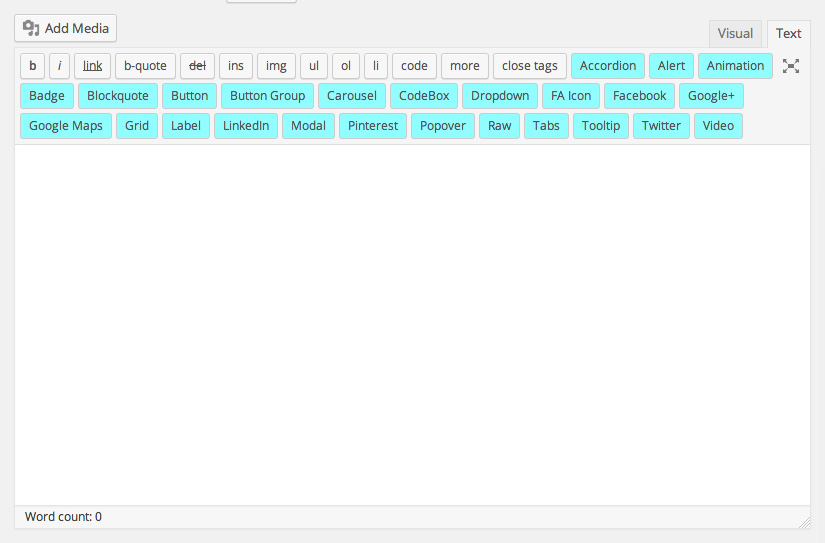 Add Media
Visual Text
b i link b-quote del ins img ul ol li code more close tags Accordion Alert Animation
Badge Blockquote Button Button Group Carousel CodeBox Dropdown FA Icon Facebook Google+
Google Maps Grid Label LinkedIn Modal Pinterest Popover Raw Tabs Tooltip Twitter Video
Word count: 0